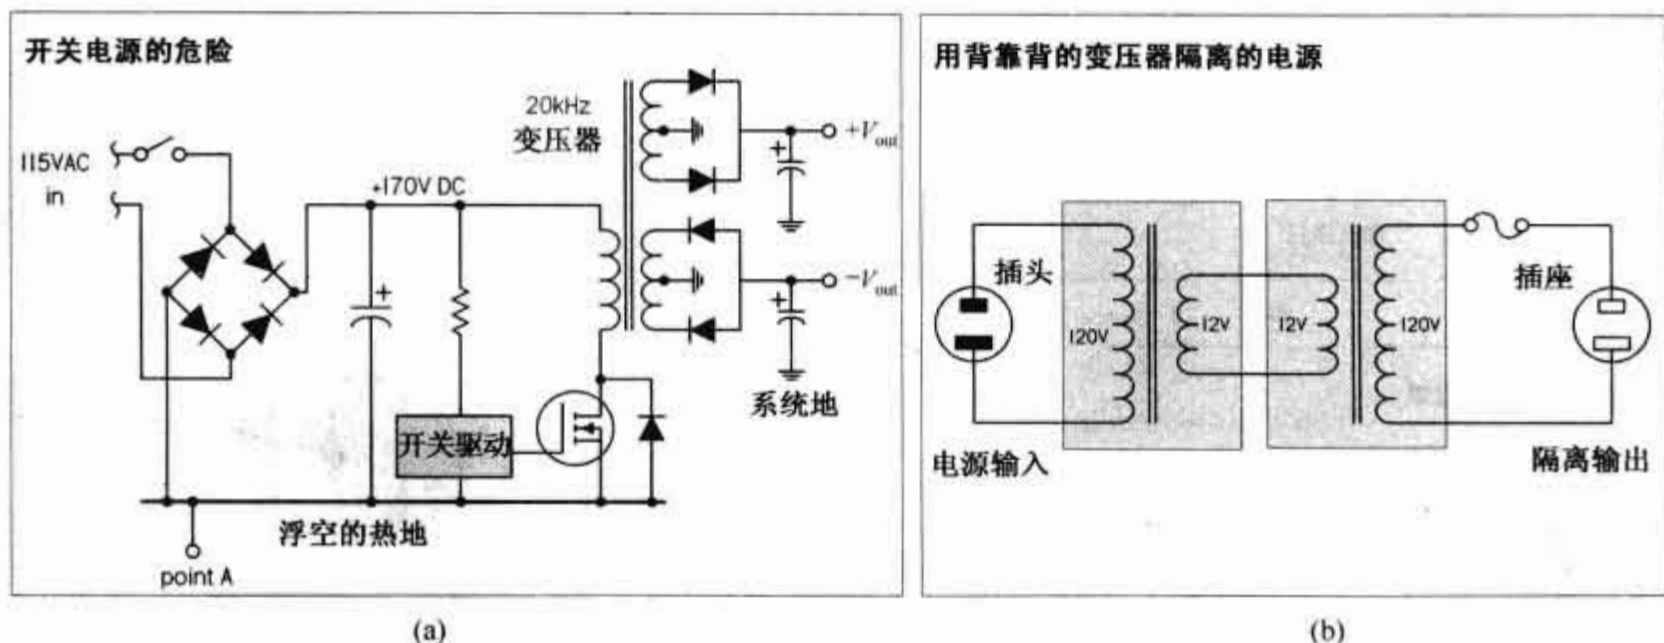 开关电源的危险
20kHz
变压器
115VAC
in
+170V DC
+
+
+V_out
+
-V_out
系统地
开关驱动
浮空的热地
point A
(a)
用背靠背的变压器隔离的电源
插头
插座
120V
12V
12V
120V
电源输入
隔离输出
(b)